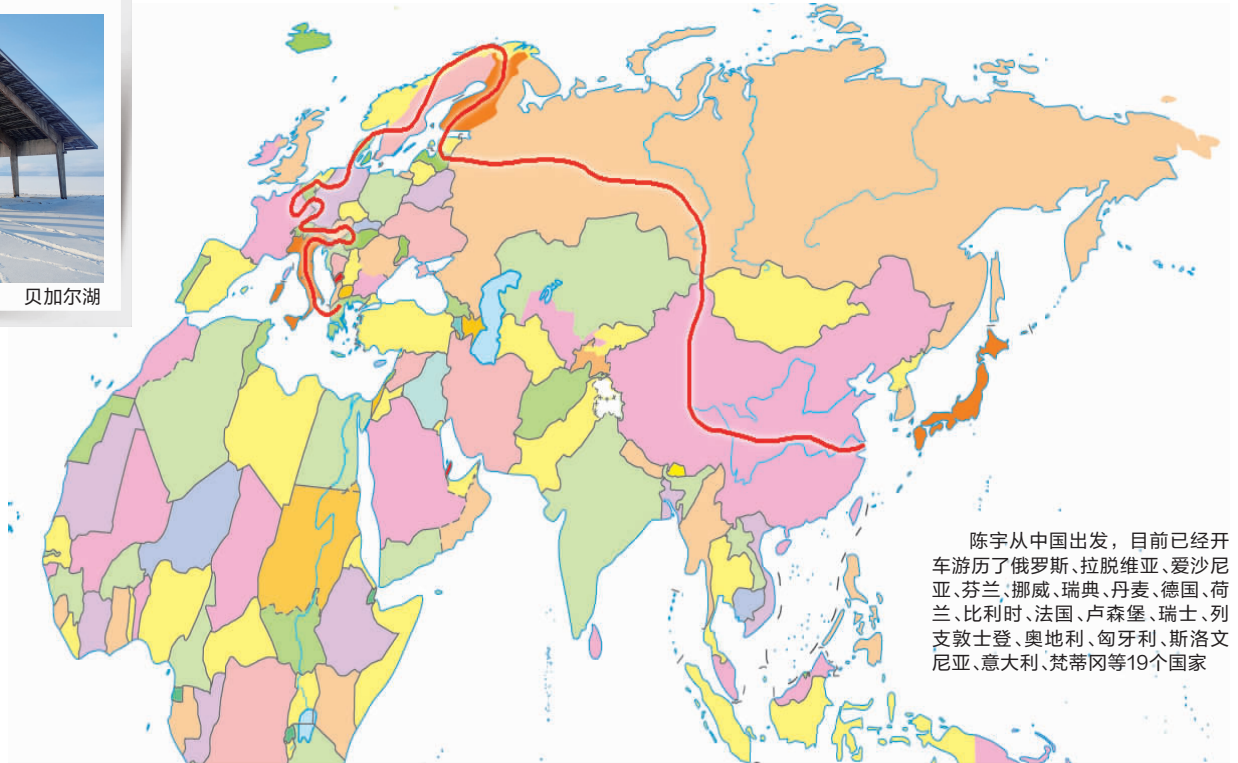 贝加尔湖
陈宇从中国出发，目前已经开
车游历了俄罗斯、拉脱维亚、爱沙尼
亚、芬兰、挪威、瑞典、丹麦、德国、荷
兰、比利时、法国、卢森堡、瑞士、列
支敦士登、奥地利、匈牙利、斯洛文
尼亚、意大利、梵蒂冈等19个国家